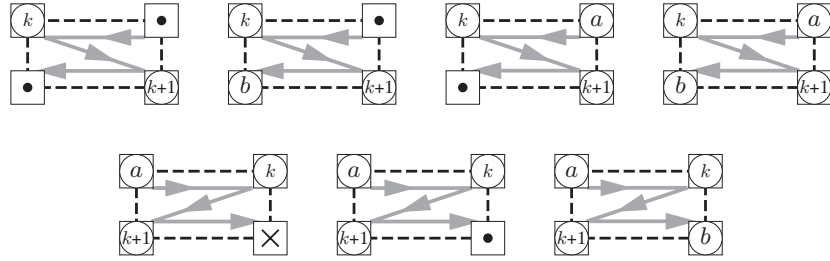 k • k • k a k a
• k+1 b k+1 • k+1 b k+1
a k a k a k
k+1 × k+1 • k+1 b